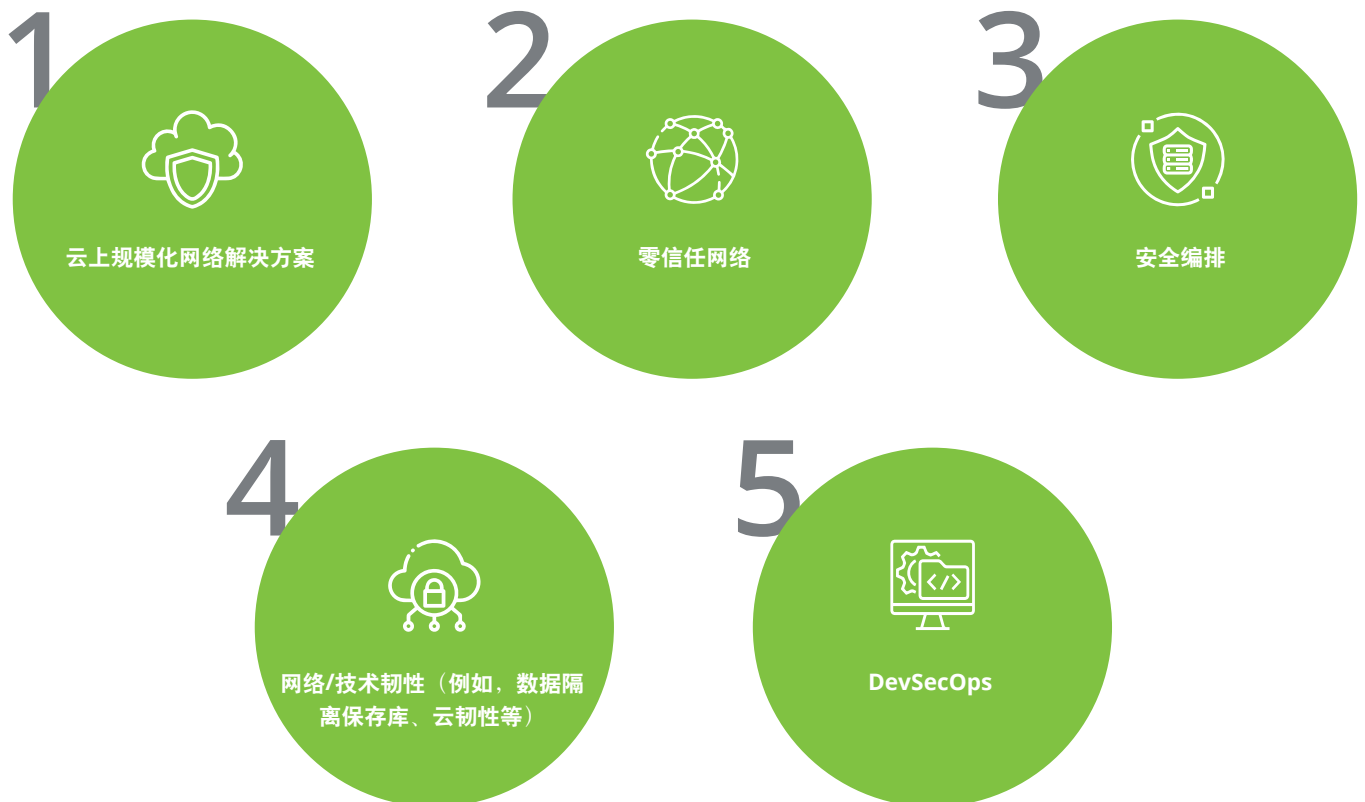 1
云上规模化网络解决方案
2
零信任网络
3
安全编排
4
网络/技术韧性（例如，数据隔
离保存库、云韧性等）
5
DevSecOps